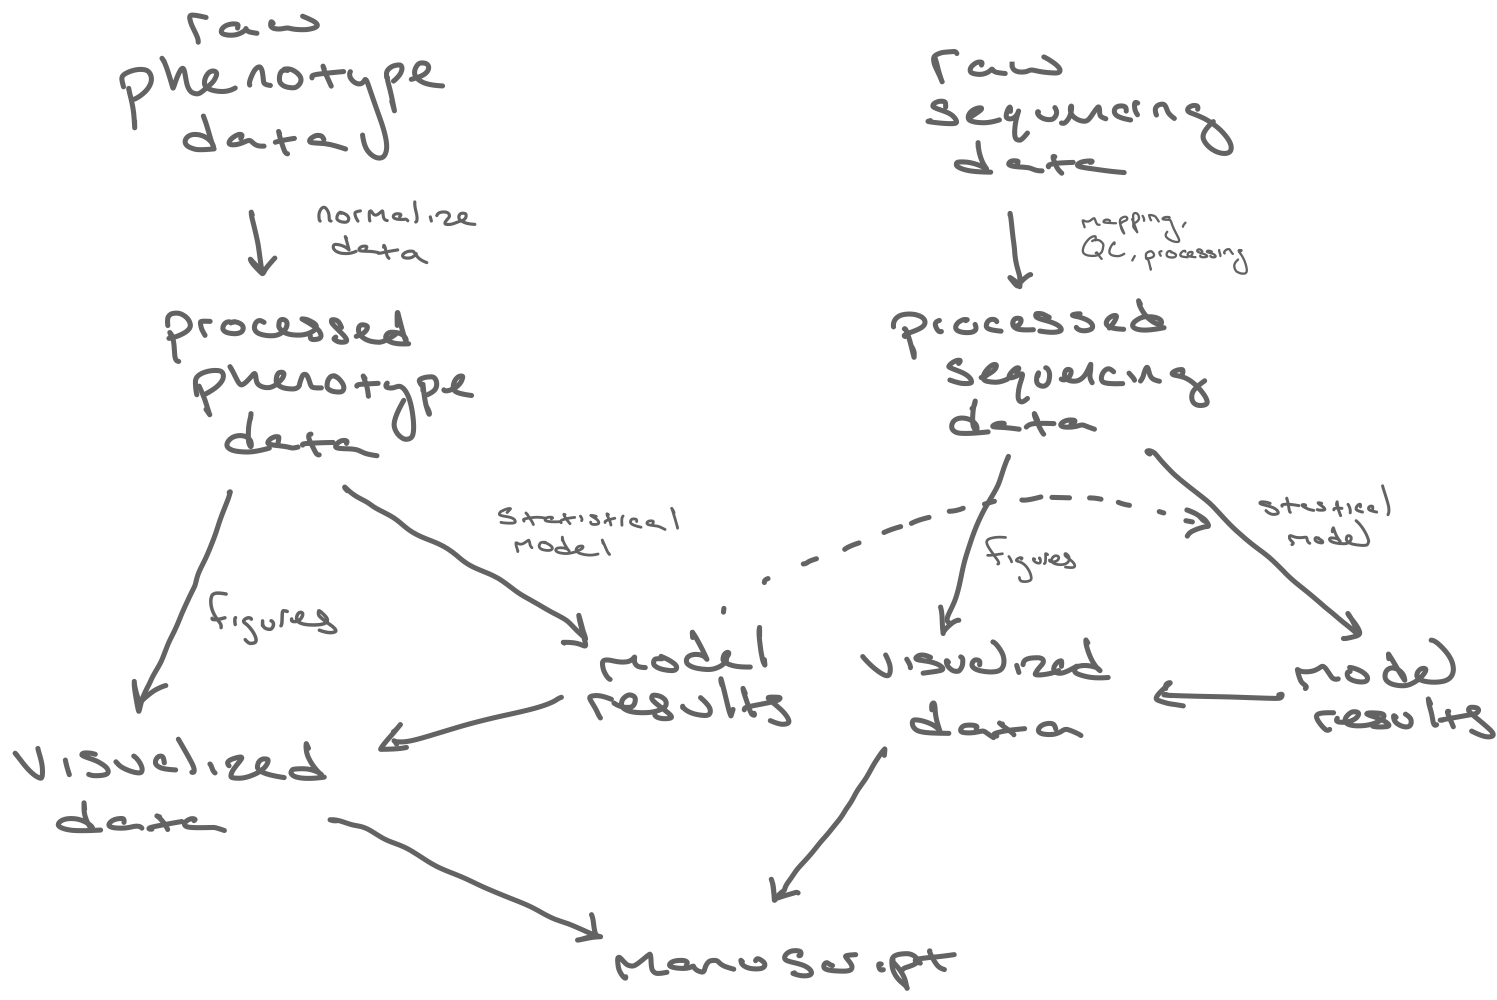 raw
phenotype
data
normalize
data
processed
phenotype
data
figures
statistical
model
model
results
visualized
data
raw
sequencing
data
mapping,
QC, processing
processed
sequencing
data
figures
stastical
model
visualized
data
model
results
manuscript